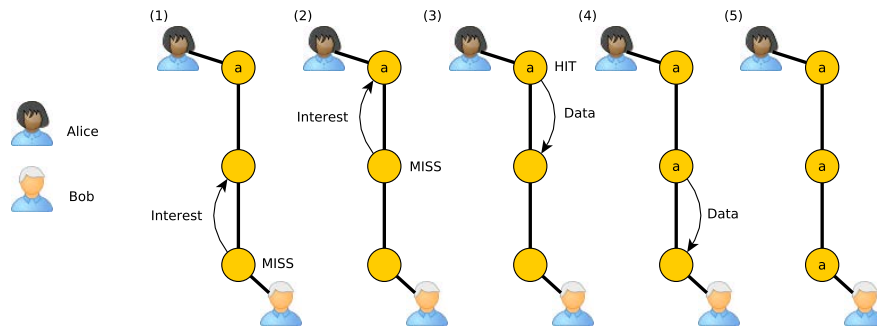 (1) (2) (3) (4) (5)
a a a HIT a a
Interest Data
Alice
MISS a a
Bob
Interest Data
MISS a